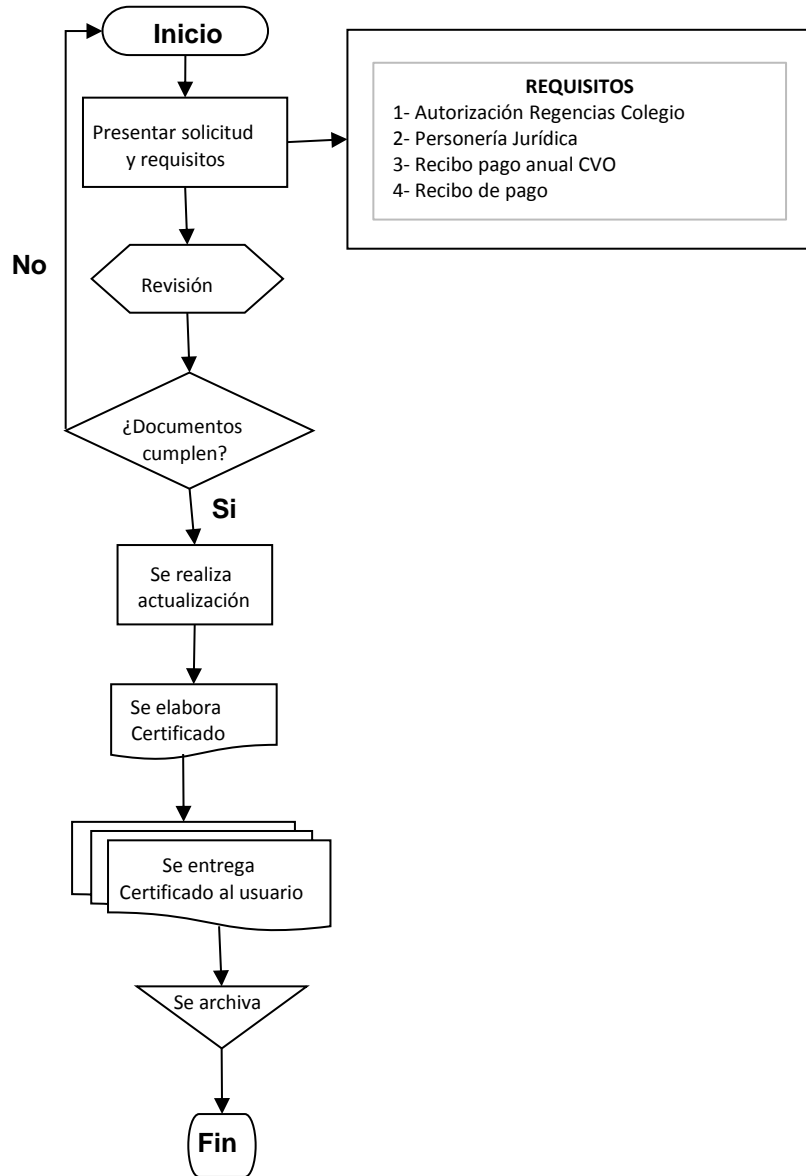 Inicio
Presentar solicitud
y requisitos
REQUISITOS
1- Autorización Regencias Colegio
2- Personería Jurídica
3- Recibo pago anual CVO
4- Recibo de pago
No
Revisión
¿Documentos
cumplen?
Si
Se realiza
actualización
Se elabora
Certificado
Se entrega
Certificado al usuario
Se archiva
Fin